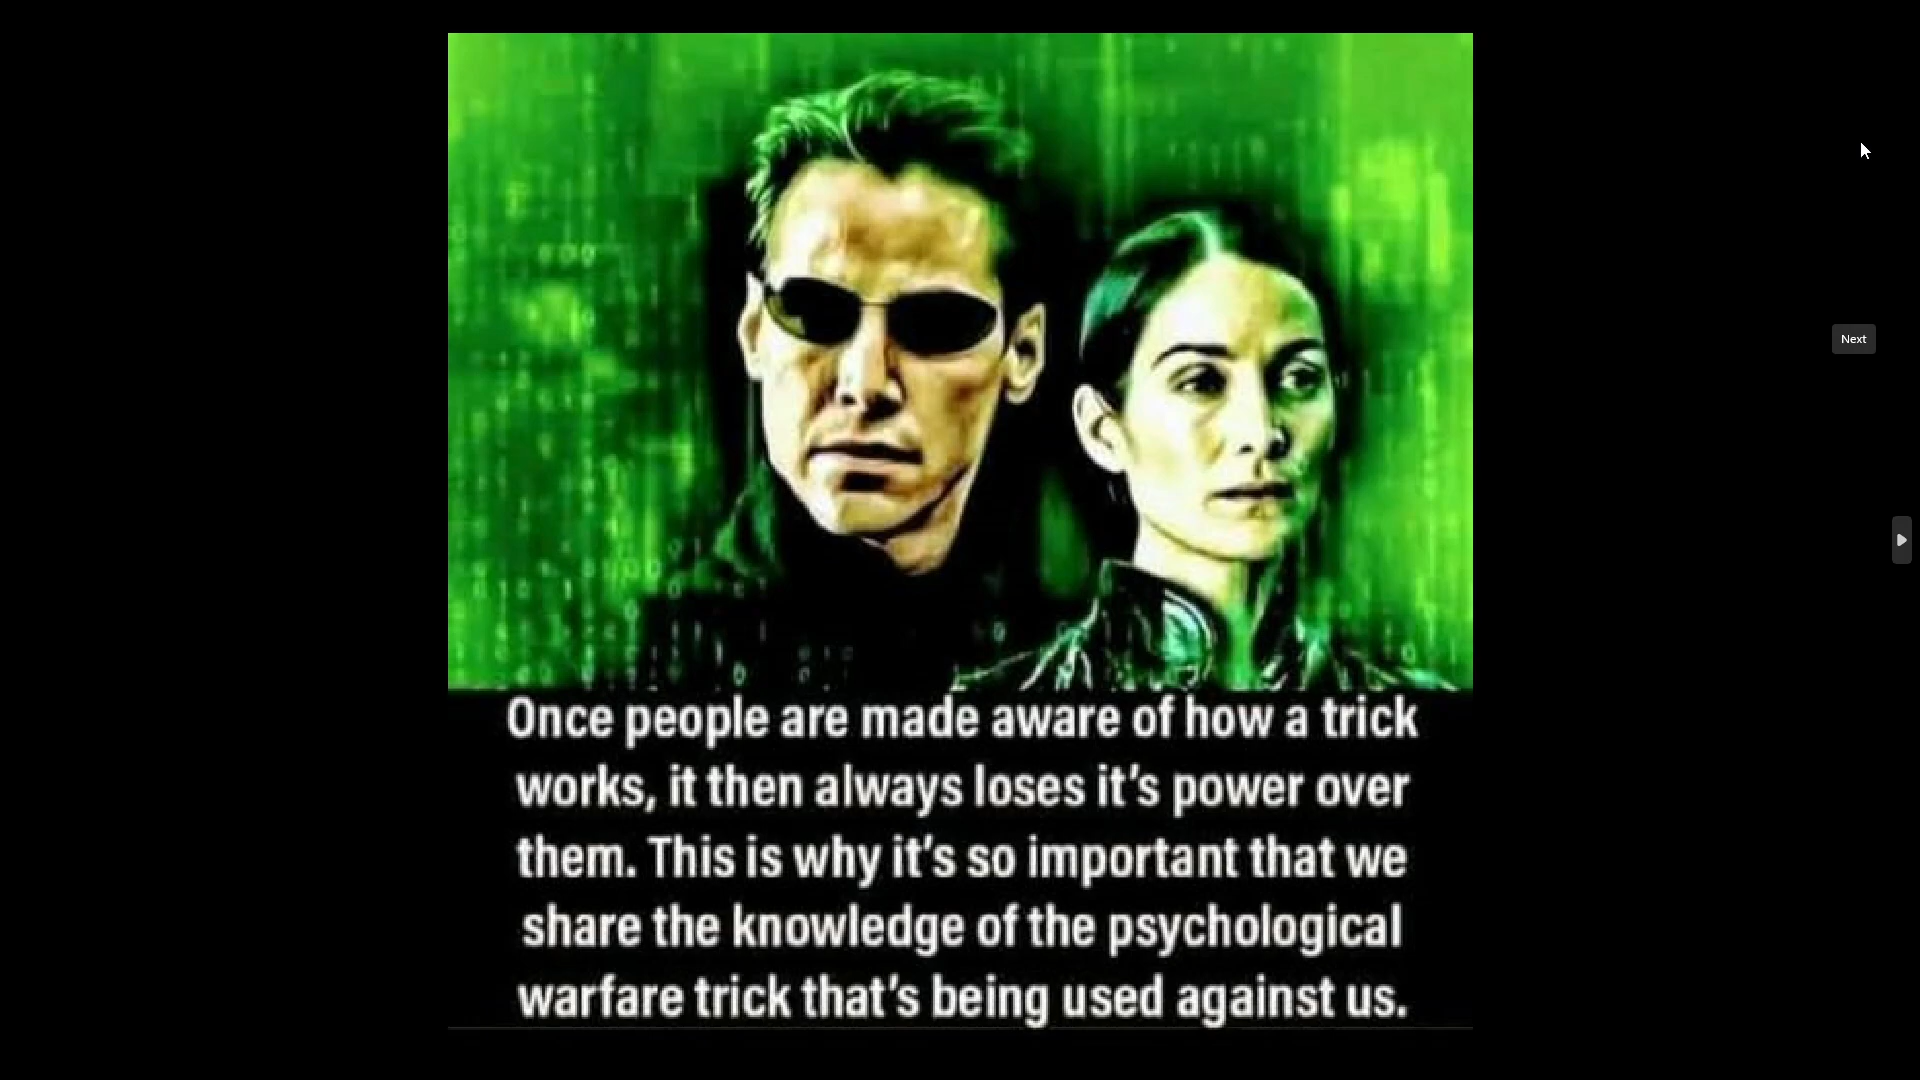 Next
Once people are made aware of how a trick
works, it then always loses it's power over
them. This is why it's so important that we
share the knowledge of the psychological
warfare trick that's being used against us.